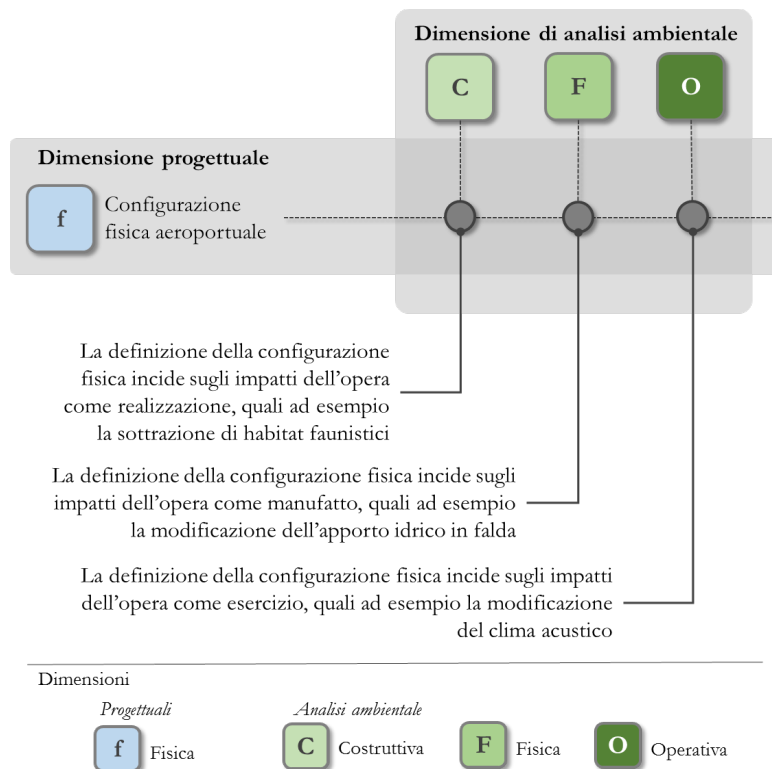 Dimensione di analisi ambientale
C F O
Dimensione progettuale
f Configurazione
fisica aeroportuale
La definizione della configurazione
fisica incide sugli impatti dell'opera
come realizzazione, quali ad esempio
la sottrazione di habitat faunistici
La definizione della configurazione fisica incide sugli
impatti dell'opera come manufatto, quali ad esempio
la modificazione dell'apporto idrico in falda
La definizione della configurazione fisica incide sugli impatti
dell'opera come esercizio, quali ad esempio la modificazione
del clima acustico
Dimensioni
Progettuali Analisi ambientale
f Fisica C Costruttiva F Fisica O Operativa